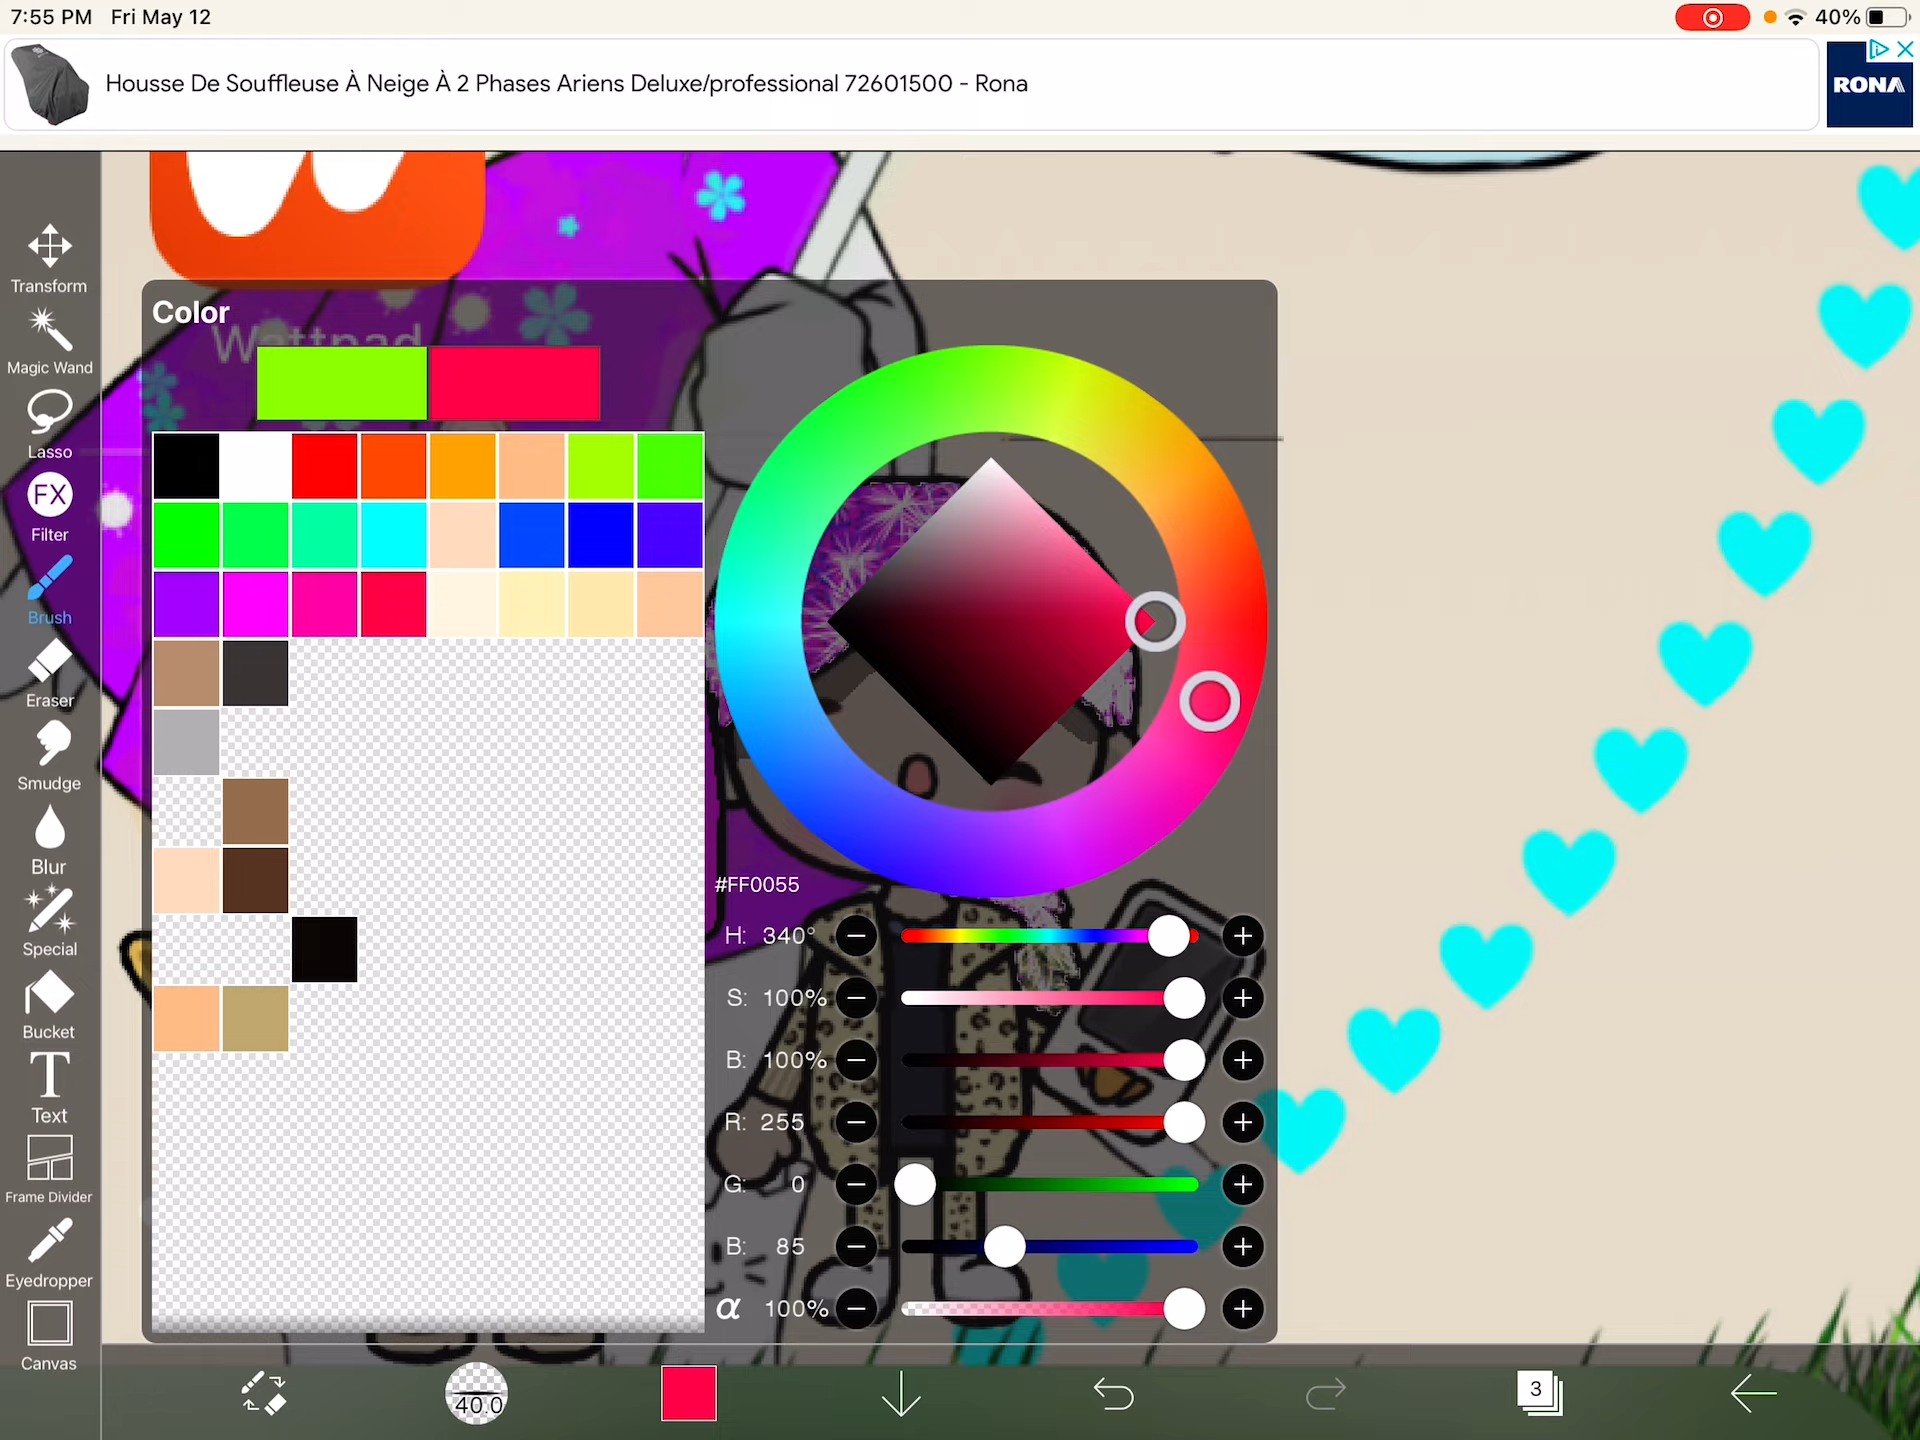 7:55 PM Fri May 12
40%
Housse De Souffleuse À Neige À 2 Phases Ariens Deluxe/professional 72601500 - Rona
RONA
Transform
Magic Wand
Lasso
FX
Filter
Brush
Eraser
Smudge
Blur
Special
Bucket
T
Text
Frame Divider
Eyedropper
Canvas
Color
Wattpad
#FF0055
H: 340°
S: 100%
B: 100%
R: 255
G: 0
B: 85
α 100%
40.0
3